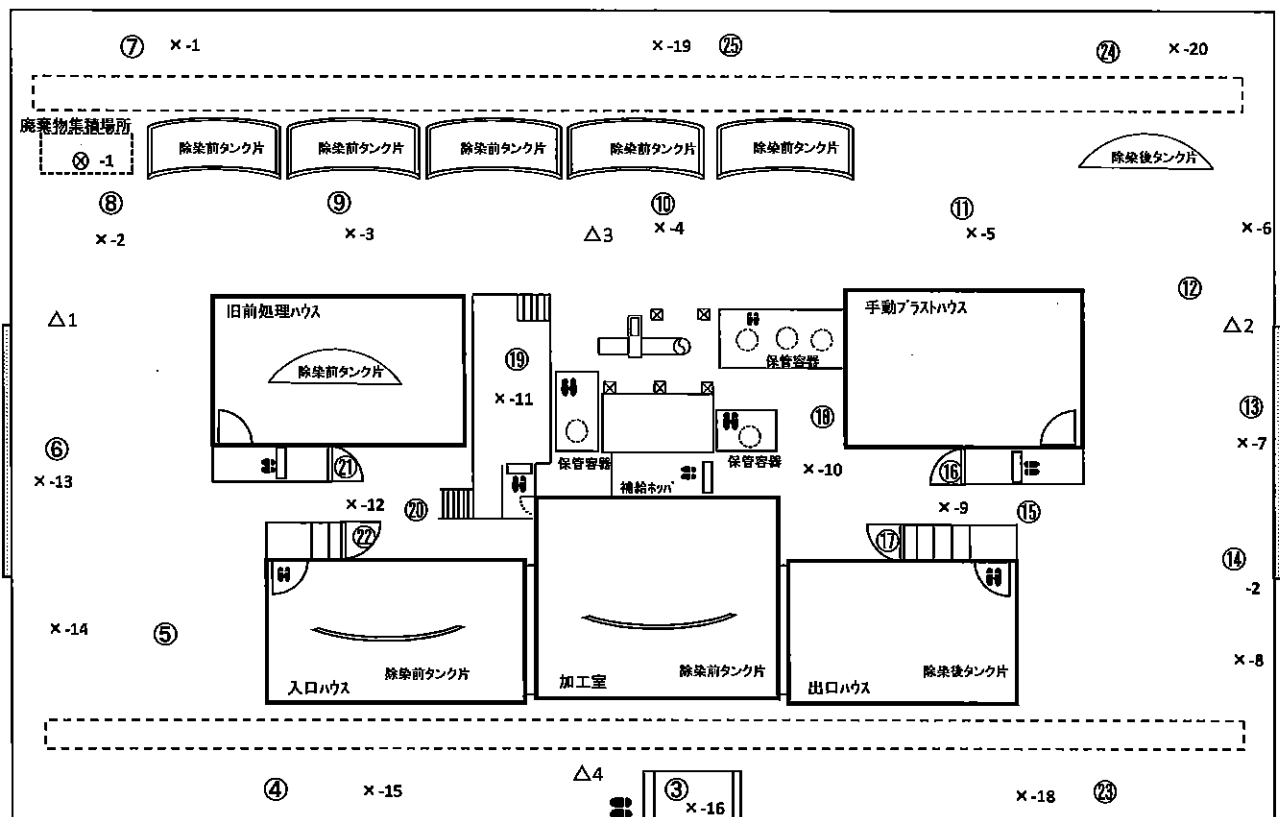 ⑦ ×-1 ×-19 ㉕ ㉔ ×-20
廃棄物集積場所
⊗ -1
除染前タンク片
除染前タンク片
除染前タンク片
除染前タンク片
除染前タンク片
除染後タンク片
⑧ ⑨ ⑩ ⑪
×-2 ×-3 △3 ×-4 ×-5 ×-6
⑫
△1
旧前処理ハウス
除染前タンク片
手動ブラストハウス
△2
⑲
×-11
保管容器
⑱
⑬
⑥
×-7
×-13
㉑
保管容器
保管容器
×-10
⑯
補給ホッパ
×-12
⑳
×-9
⑮
㉒
⑰
⑭
-2
×-14
⑤
×-8
除染前タンク片
入口ハウス
除染前タンク片
加工室
除染後タンク片
出口ハウス
④ ×-15 △4 ③ ×-16 ×-18 ㉓